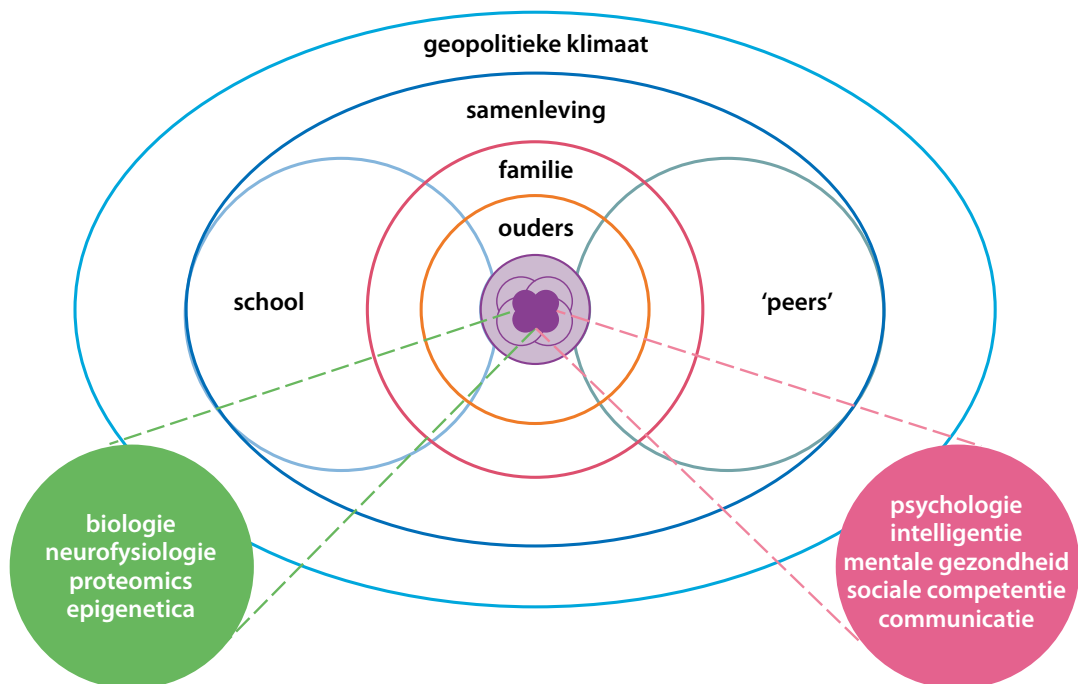 geopolitieke klimaat
samenleving
familie
ouders
school
‘peers’
biologie
neurofysiologie
proteomics
epigenetica
psychologie
intelligentie
mentale gezondheid
sociale competentie
communicatie